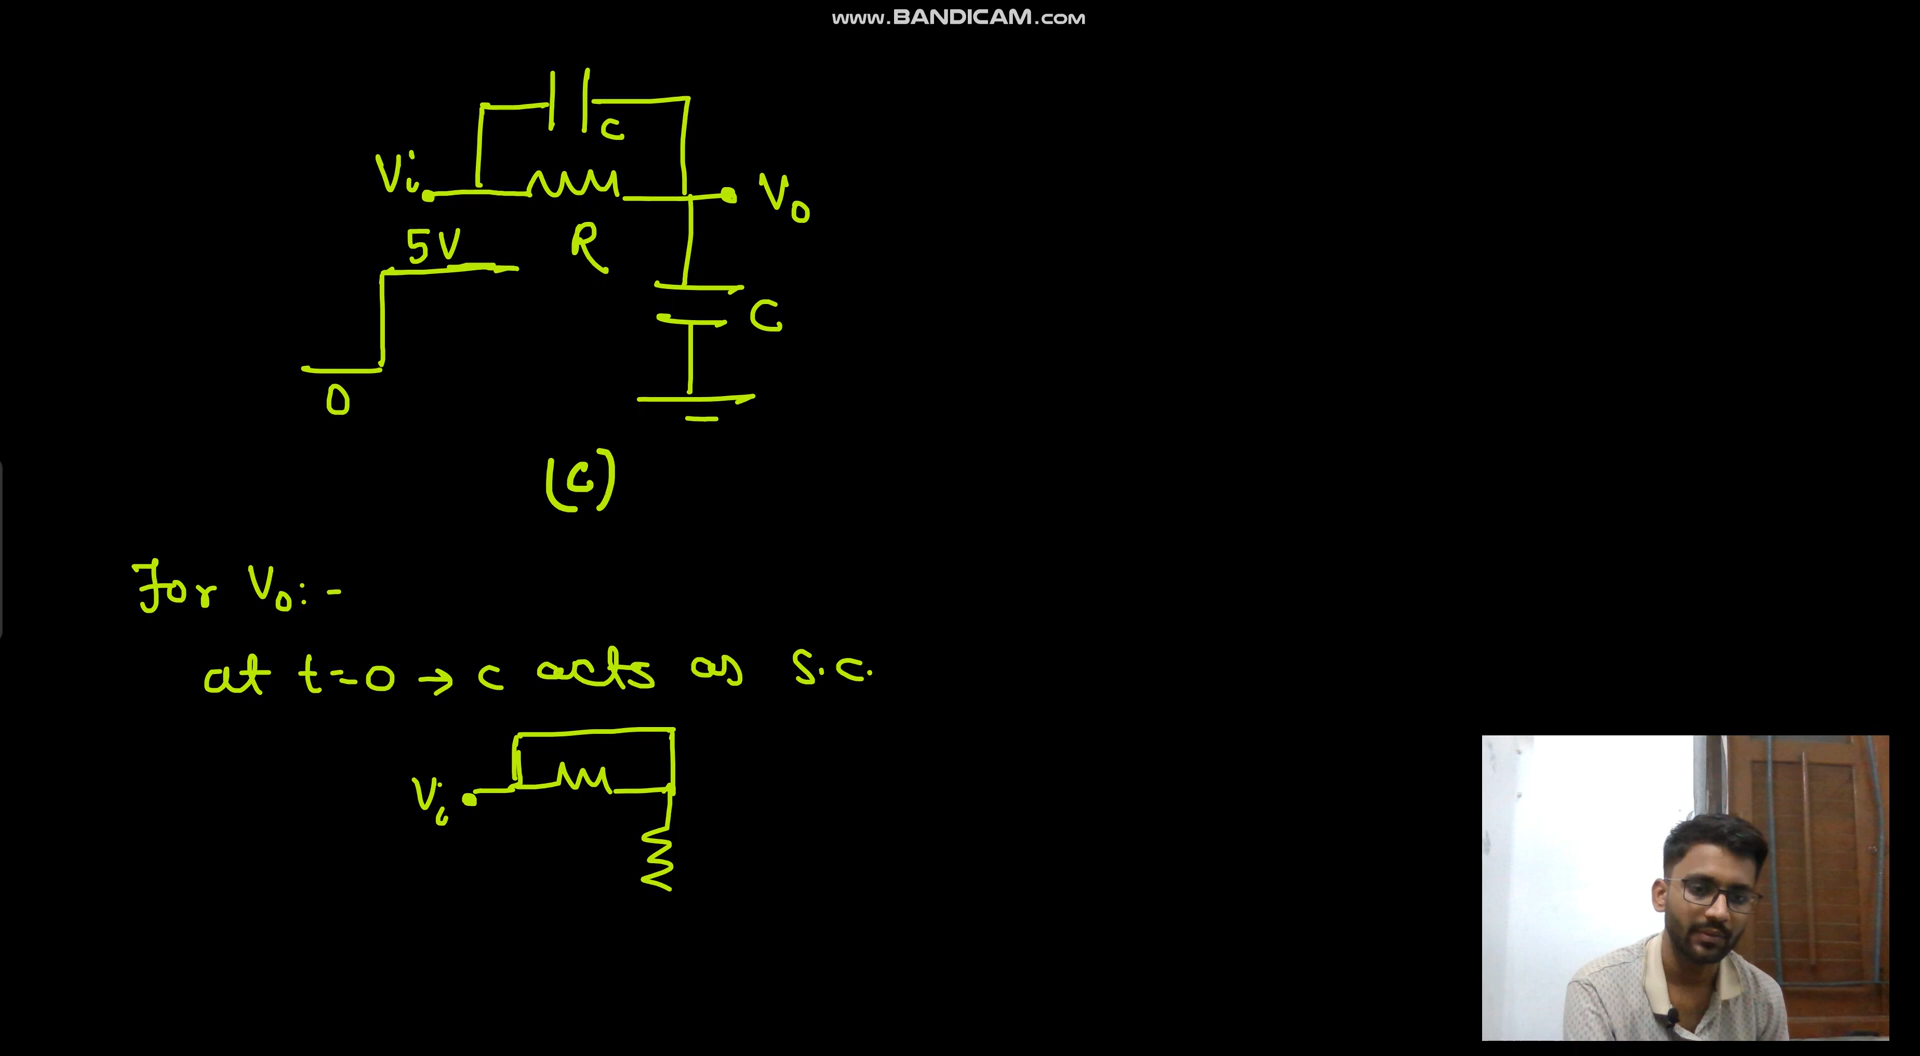 www.BANDICAM.com
C
Vi
Vo
5V
R
C
0
(C)
For Vo:-
at t=0 → c acts as s.c.
Vi